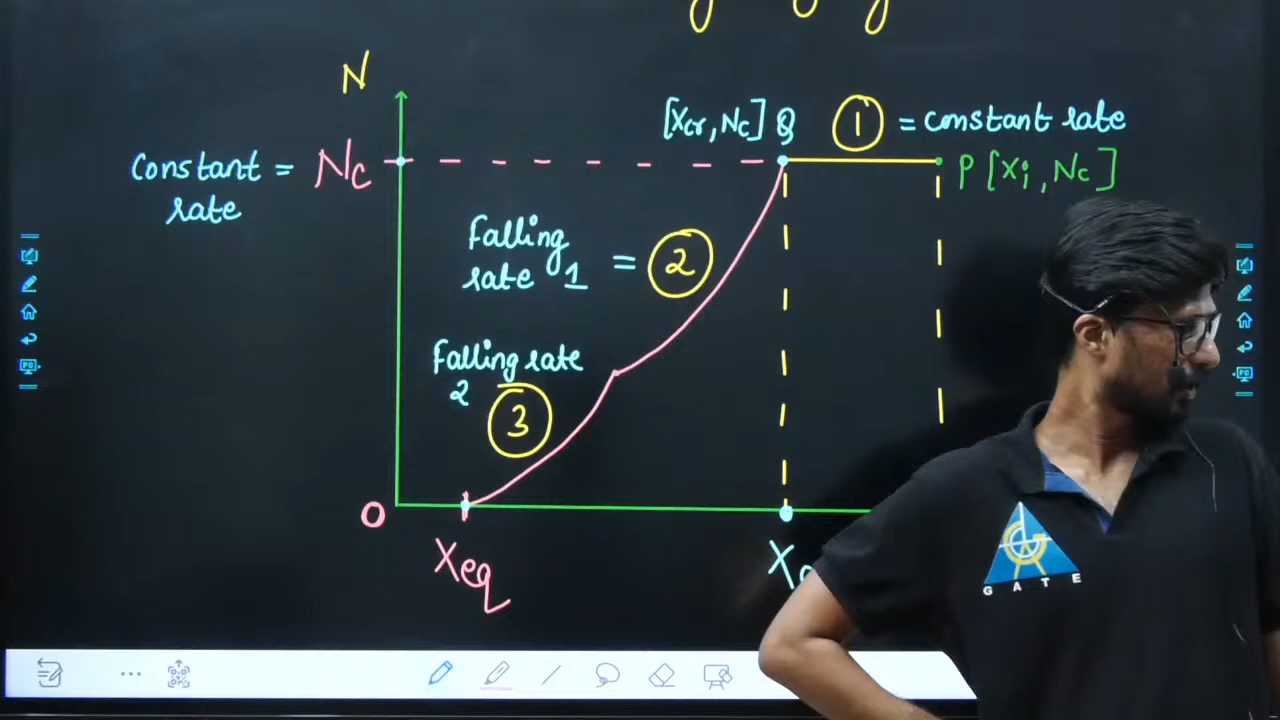 N
[Xcr, Nc] Q
① = constant rate
Constant = Nc
rate
P [Xi, Nc]
Falling
rate 1 = ②
Falling rate
2 ③
O
Xeq
GATE